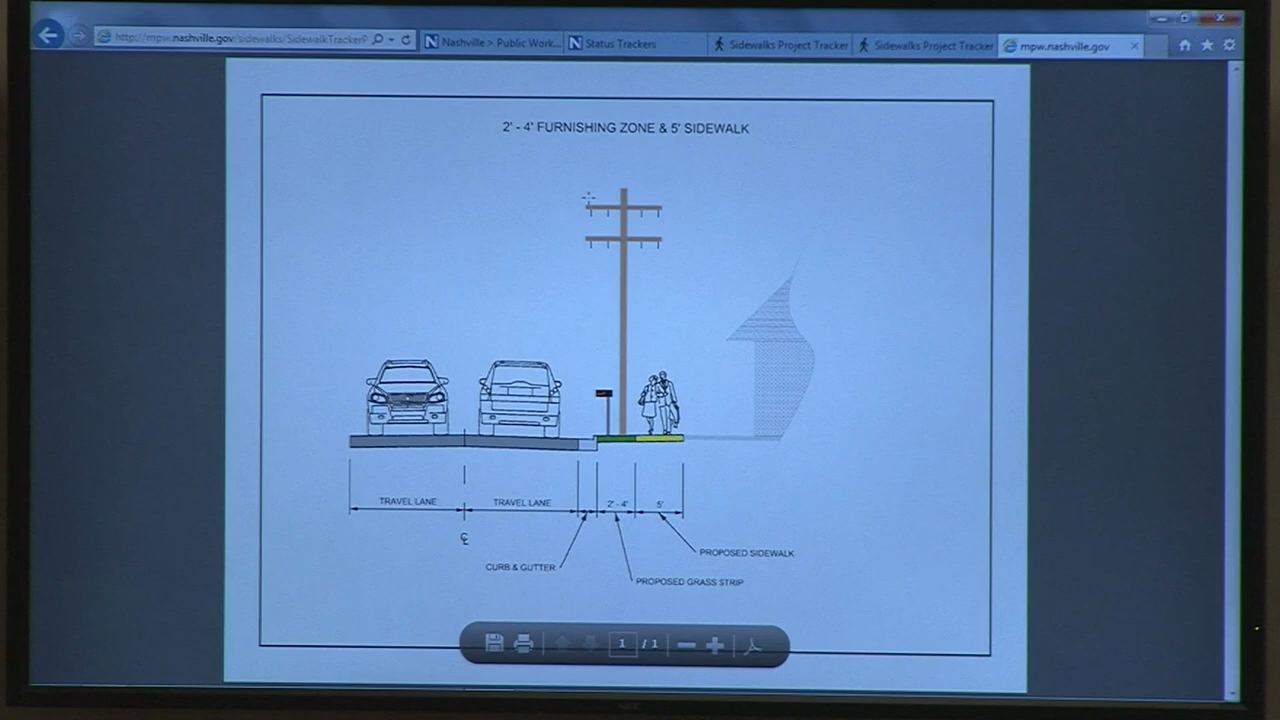 http://mpw.nashville.gov/sidewalks/SidewalkTracker
Nashville > Public Work...
Status Trackers
Sidewalks Project Tracker
Sidewalks Project Tracker
mpw.nashville.gov
2' - 4' FURNISHING ZONE & 5' SIDEWALK
TRAVEL LANE
TRAVEL LANE
2' - 4'
5'
CURB & GUTTER
PROPOSED SIDEWALK
PROPOSED GRASS STRIP
1 / 1
NEC